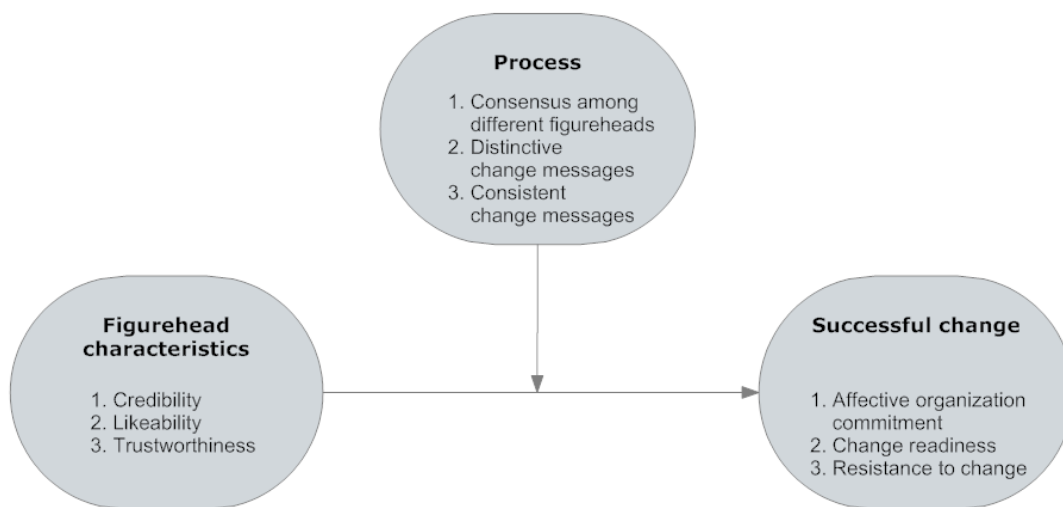 Process
1. Consensus among
different figureheads
2. Distinctive
change messages
3. Consistent
change messages
Figurehead
characteristics
1. Credibility
2. Likeability
3. Trustworthiness
Successful change
1. Affective organization
commitment
2. Change readiness
3. Resistance to change